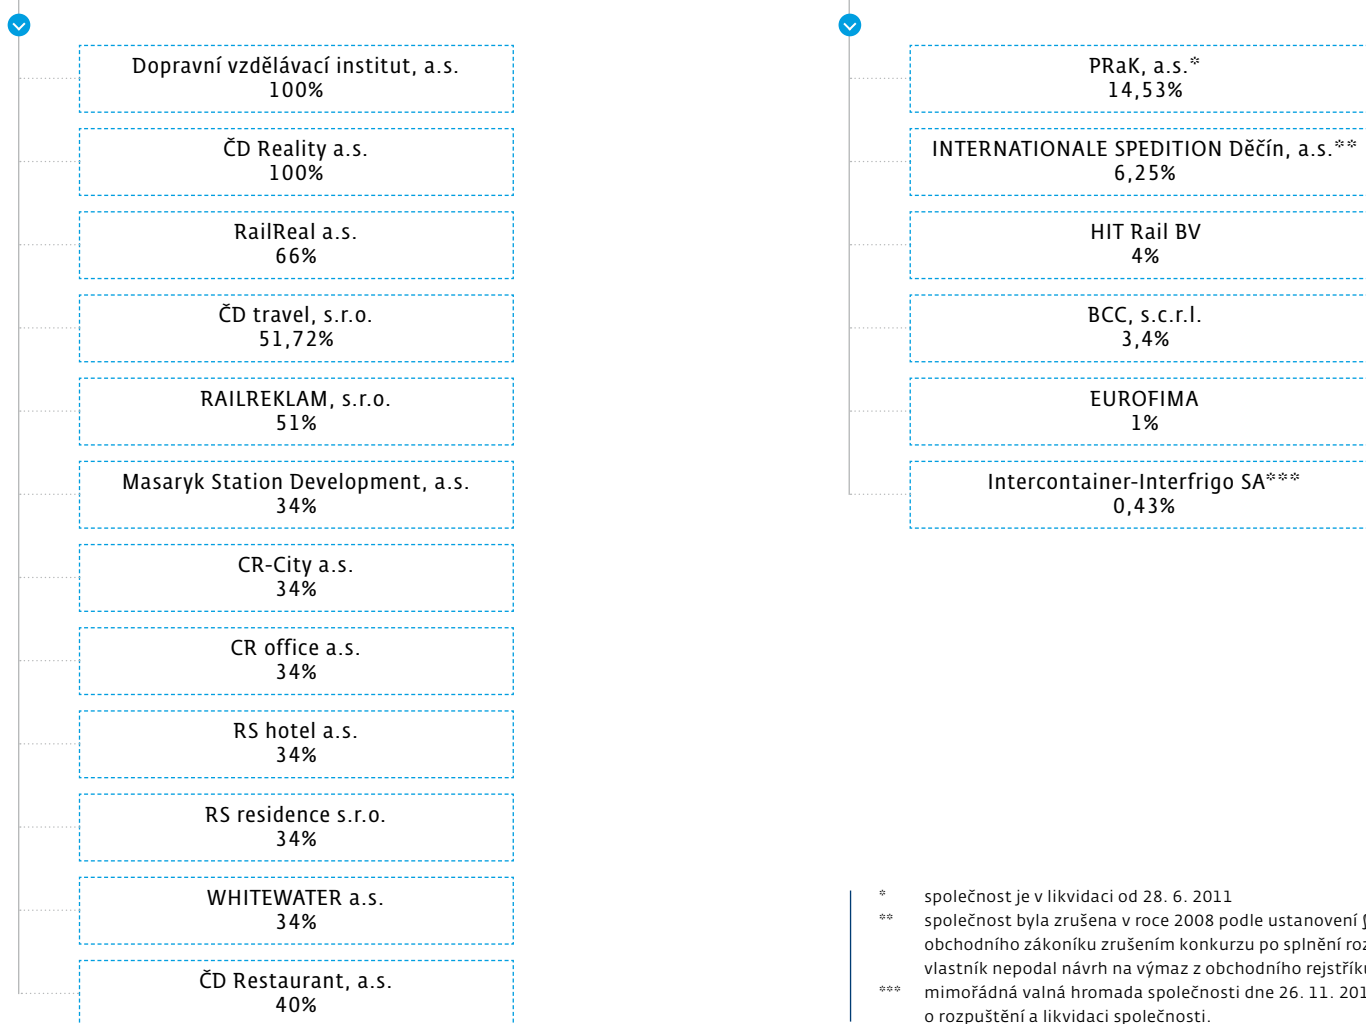 Dopravní vzdělávací institut, a.s.
100%
ČD Reality a.s.
100%
RailReal a.s.
66%
ČD travel, s.r.o.
51,72%
RAILREKLAM, s.r.o.
51%
Masaryk Station Development, a.s.
34%
CR-City a.s.
34%
CR office a.s.
34%
RS hotel a.s.
34%
RS residence s.r.o.
34%
WHITEWATER a.s.
34%
ČD Restaurant, a.s.
40%
PRaK, a.s.*
14,53%
INTERNATIONALE SPEDITION Děčín, a.s.**
6,25%
HIT Rail BV
4%
BCC, s.c.r.l.
3,4%
EUROFIMA
1%
Intercontainer-Interfrigo SA***
0,43%
* společnost je v likvidaci od 28. 6. 2011
** společnost byla zrušena v roce 2008 podle ustanovení
obchodního zákoníku zrušením konkurzu po splnění
vlastník nepodal návrh na výmaz z obchodního rejstříku
*** mimořádná valná hromada společnosti dne 26. 11.
o rozpuštění a likvidaci společnosti.